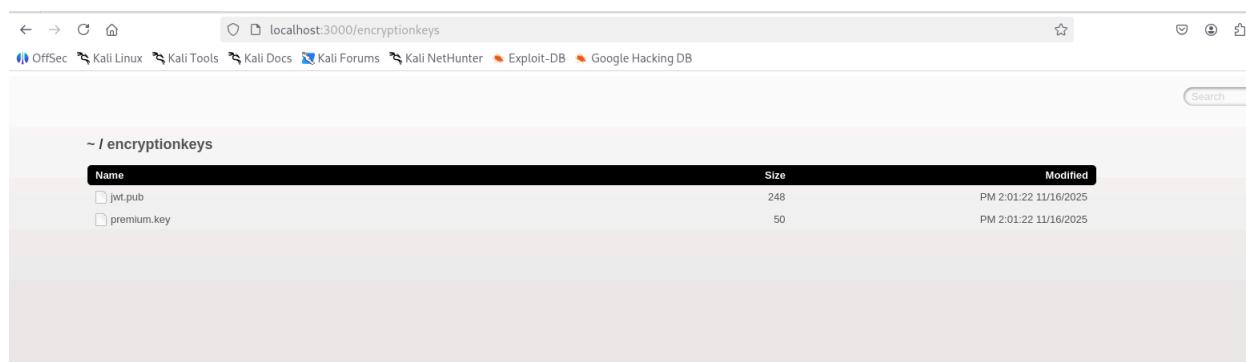 localhost:3000/encryptionkeys
OffSec Kali Linux Kali Tools Kali Docs Kali Forums Kali NetHunter Exploit-DB Google Hacking DB
Search
~ / encryptionkeys
Name Size Modified
jwt.pub 248 PM 2:01:22 11/16/2025
premium.key 50 PM 2:01:22 11/16/2025